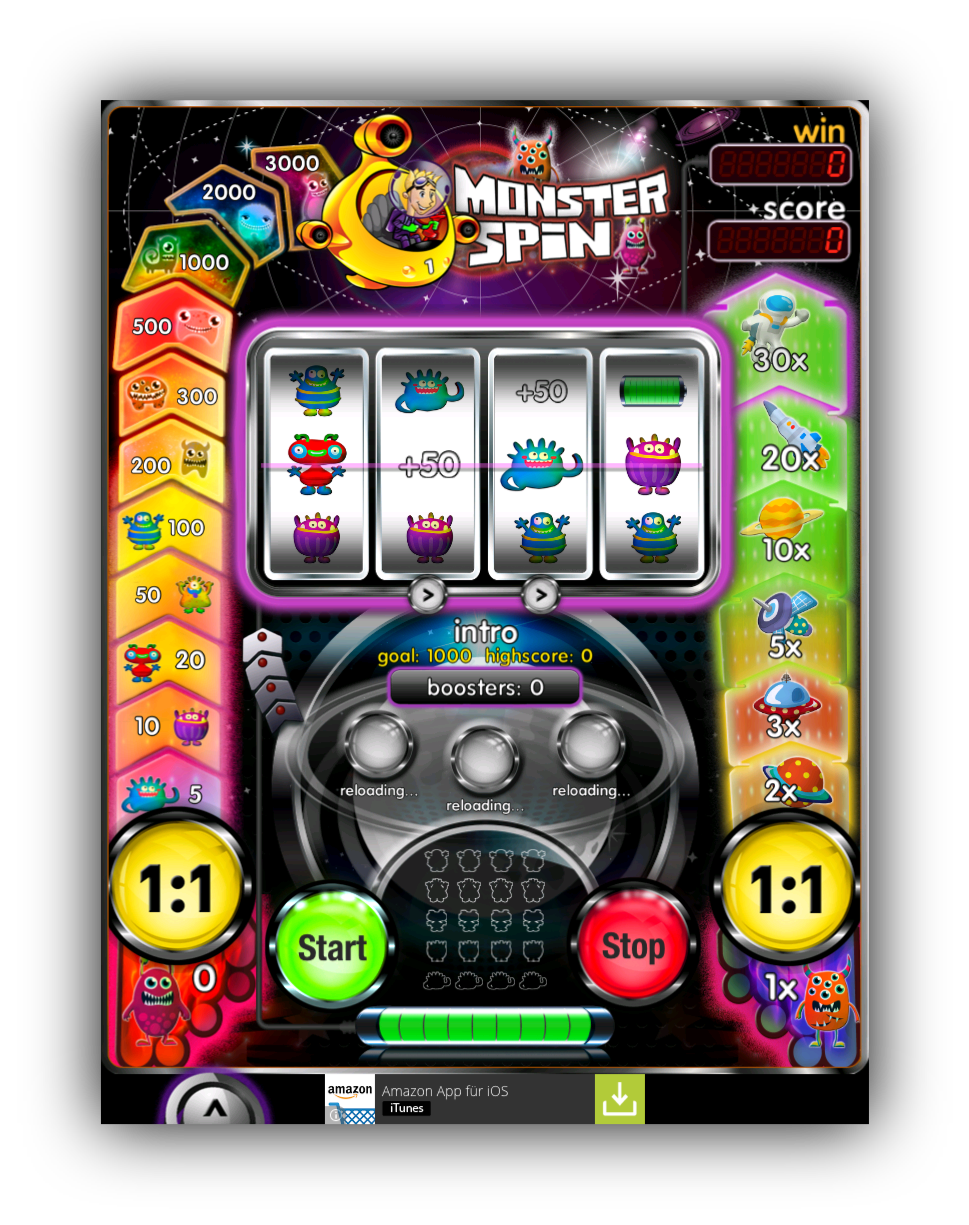 win
0
3000
2000
MONSTER
SPIN
score
0
1000
1
500
30x
300
+50
200
+50
20x
100
10x
50
>
>
intro
goal: 1000 highscore: 0
5x
20
boosters: 0
10
3x
5
2x
reloading...
reloading...
reloading...
1:1
1:1
Start
Stop
0
1x
amazon
Amazon App für iOS
iTunes